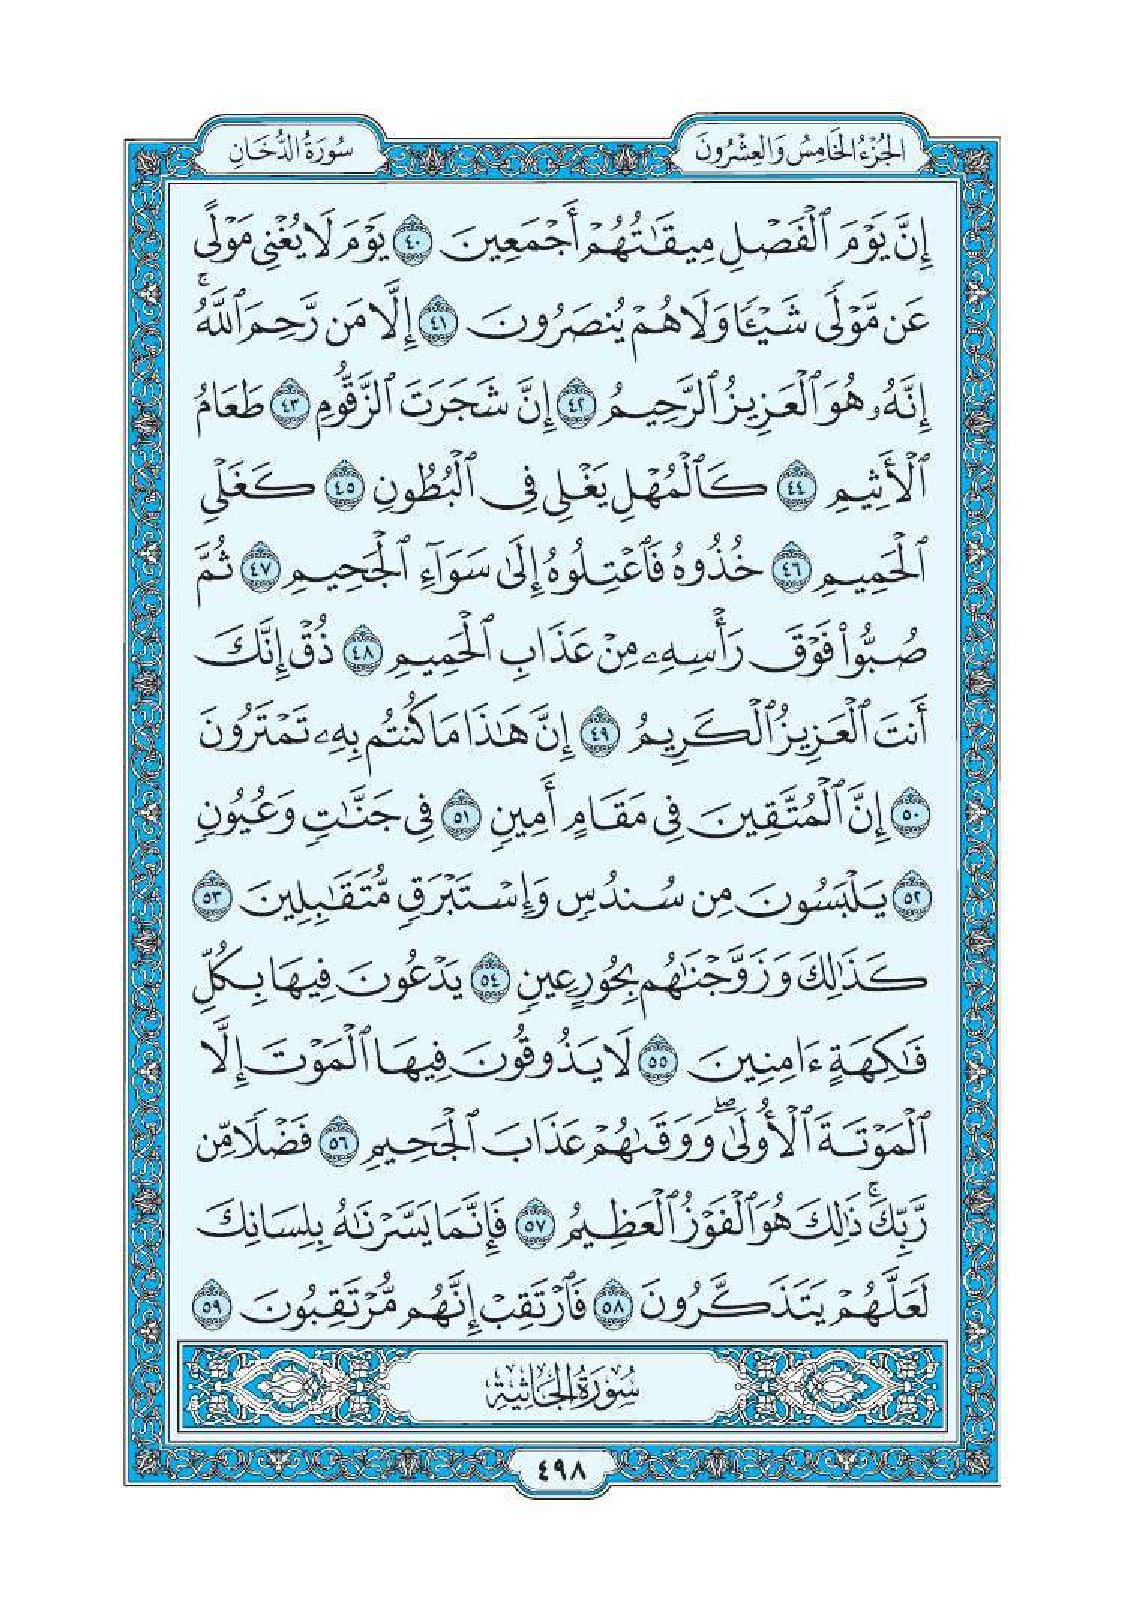 الجُزْءُ الخَامِسُ وَالعِشْرُونَ
سُورَةُ الدُّخَانِ
إِنَّ يَوْمَ ٱلْفَصْلِ مِيقَٰتُهُمْ أَجْمَعِينَ ٤٠ يَوْمَ لَا يُغْنِى مَوْلًى
عَن مَّوْلًى شَيْـًٔا وَلَا هُمْ يُنصَرُونَ ٤١ إِلَّا مَن رَّحِمَ ٱللَّهُ ۚ
إِنَّهُۥ هُوَ ٱلْعَزِيزُ ٱلرَّحِيمُ ٤٢ إِنَّ شَجَرَتَ ٱلزَّقُّومِ ٤٣ طَعَامُ
ٱلْأَثِيمِ ٤٤ كَٱلْمُهْلِ يَغْلِى فِى ٱلْبُطُونِ ٤٥ كَغَلْىِ
ٱلْحَمِيمِ ٤٦ خُذُوهُ فَٱعْتِلُوهُ إِلَىٰ سَوَآءِ ٱلْجَحِيمِ ٤٧ ثُمَّ
صُبُّوا۟ فَوْقَ رَأْسِهِۦ مِنْ عَذَابِ ٱلْحَمِيمِ ٤٨ ذُقْ إِنَّكَ
أَنتَ ٱلْعَزِيزُ ٱلْكَرِيمُ ٤٩ إِنَّ هَٰذَا مَا كُنتُم بِهِۦ تَمْتَرُونَ
٥٠ إِنَّ ٱلْمُتَّقِينَ فِى مَقَامٍ أَمِينٍ ٥١ فِى جَنَّٰتٍ وَعُيُونٍ
٥٢ يَلْبَسُونَ مِن سُندُسٍ وَإِسْتَبْرَقٍ مُّتَقَٰبِلِينَ ٥٣
كَذَٰلِكَ وَزَوَّجْنَٰهُم بِحُورٍ عِينٍ ٥٤ يَدْعُونَ فِيهَا بِكُلِّ
فَٰكِهَةٍ ءَامِنِينَ ٥٥ لَا يَذُوقُونَ فِيهَا ٱلْمَوْتَ إِلَّا
ٱلْمَوْتَةَ ٱلْأُولَىٰ ۖ وَوَقَىٰهُمْ عَذَابَ ٱلْجَحِيمِ ٥٦ فَضْلًا مِّن
رَّبِّكَ ۚ ذَٰلِكَ هُوَ ٱلْفَوْزُ ٱلْعَظِيمُ ٥٧ فَإِنَّمَا يَسَّرْنَٰهُ بِلِسَانِكَ
لَعَلَّهُمْ يَتَذَكَّرُونَ ٥٨ فَٱرْتَقِبْ إِنَّهُم مُّرْتَقِبُونَ ٥٩
سُورَةُ الجَاثِيَةِ
٤٩٨